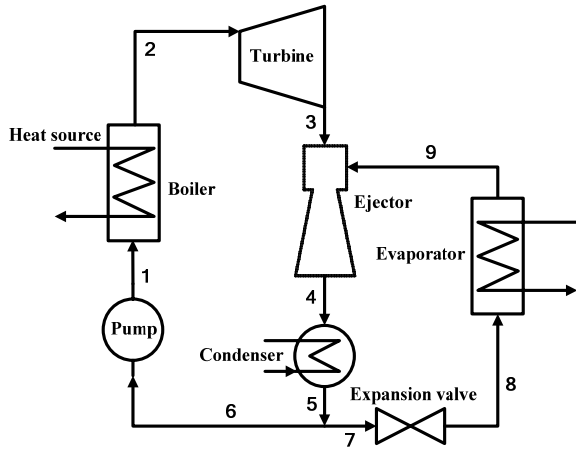 2
Turbine
3
Heat source
9
Boiler
Ejector
Evaporator
1
4
Pump
Condenser
Expansion valve
8
5
6
7